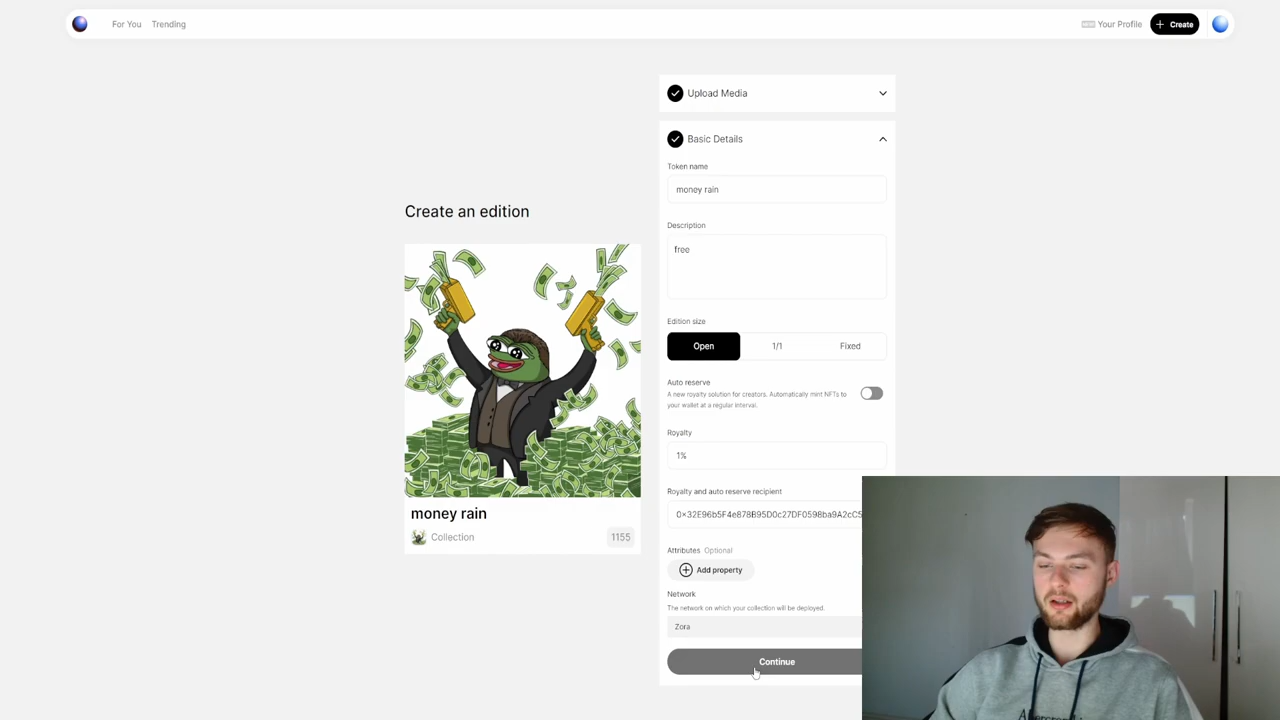 For You
Trending
NEW
Your Profile
Create
Upload Media
Basic Details
Token name
money rain
Description
free
Create an edition
Edition size
Open
1/1
Fixed
Auto reserve
A new royalty solution for creators. Automatically mint NFTs to
your wallet at a regular interval.
Royalty
1%
Royalty and auto reserve recipient
0×32E96b5F4e878B95D0c27DF0598ba9A2cC5
money rain
Collection
1155
Attributes Optional
Add property
Network
The network on which your collection will be deployed.
Zora
Continue